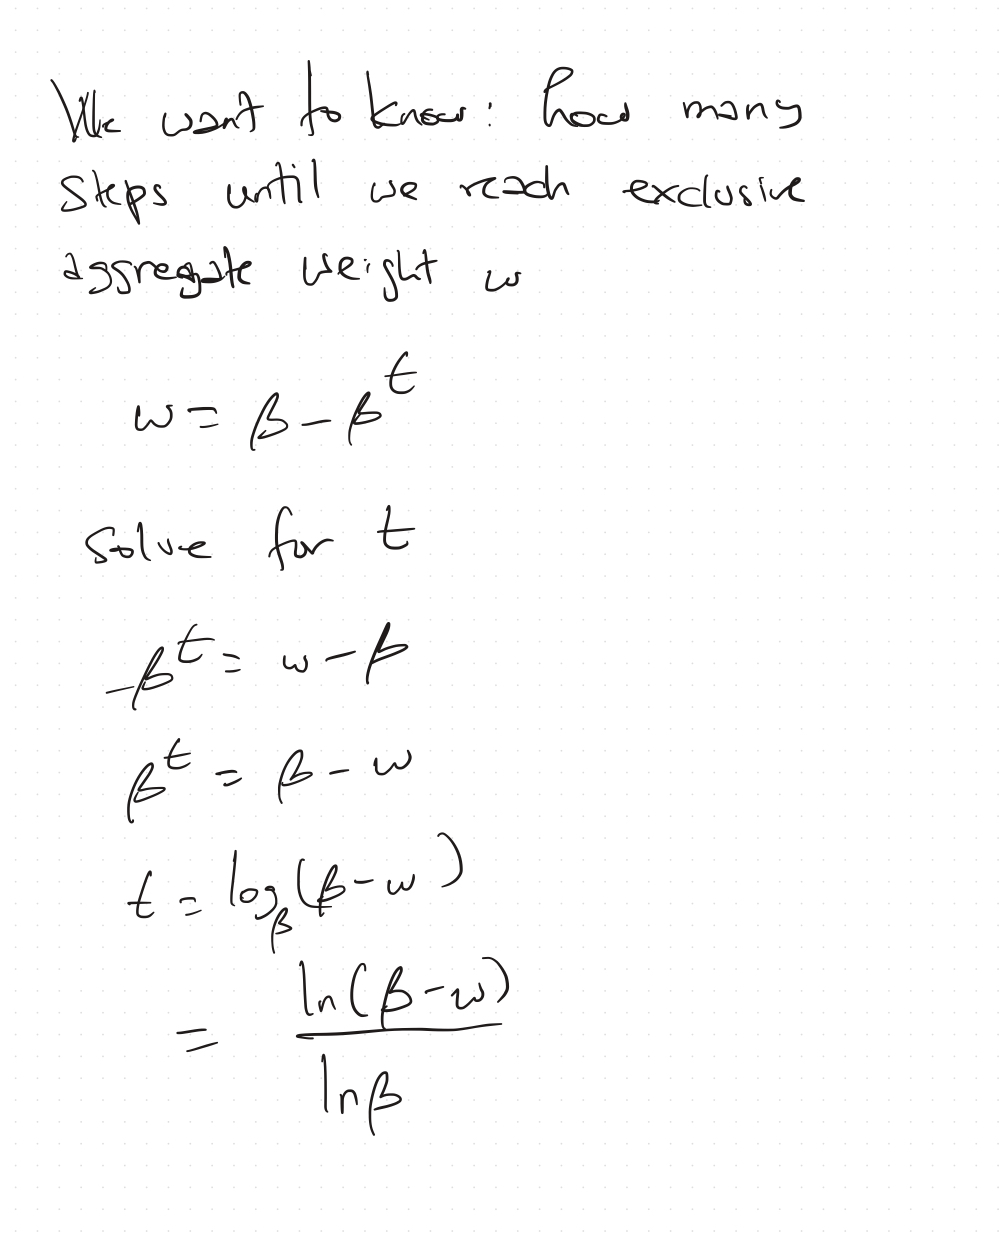 We want to know: how many
steps until we reach exclusive
aggregate weight w
w = β - β^t
solve for t
-β^t = w - β
β^t = β - w
t = log_β(β - w)
= ln(β - w) / ln β